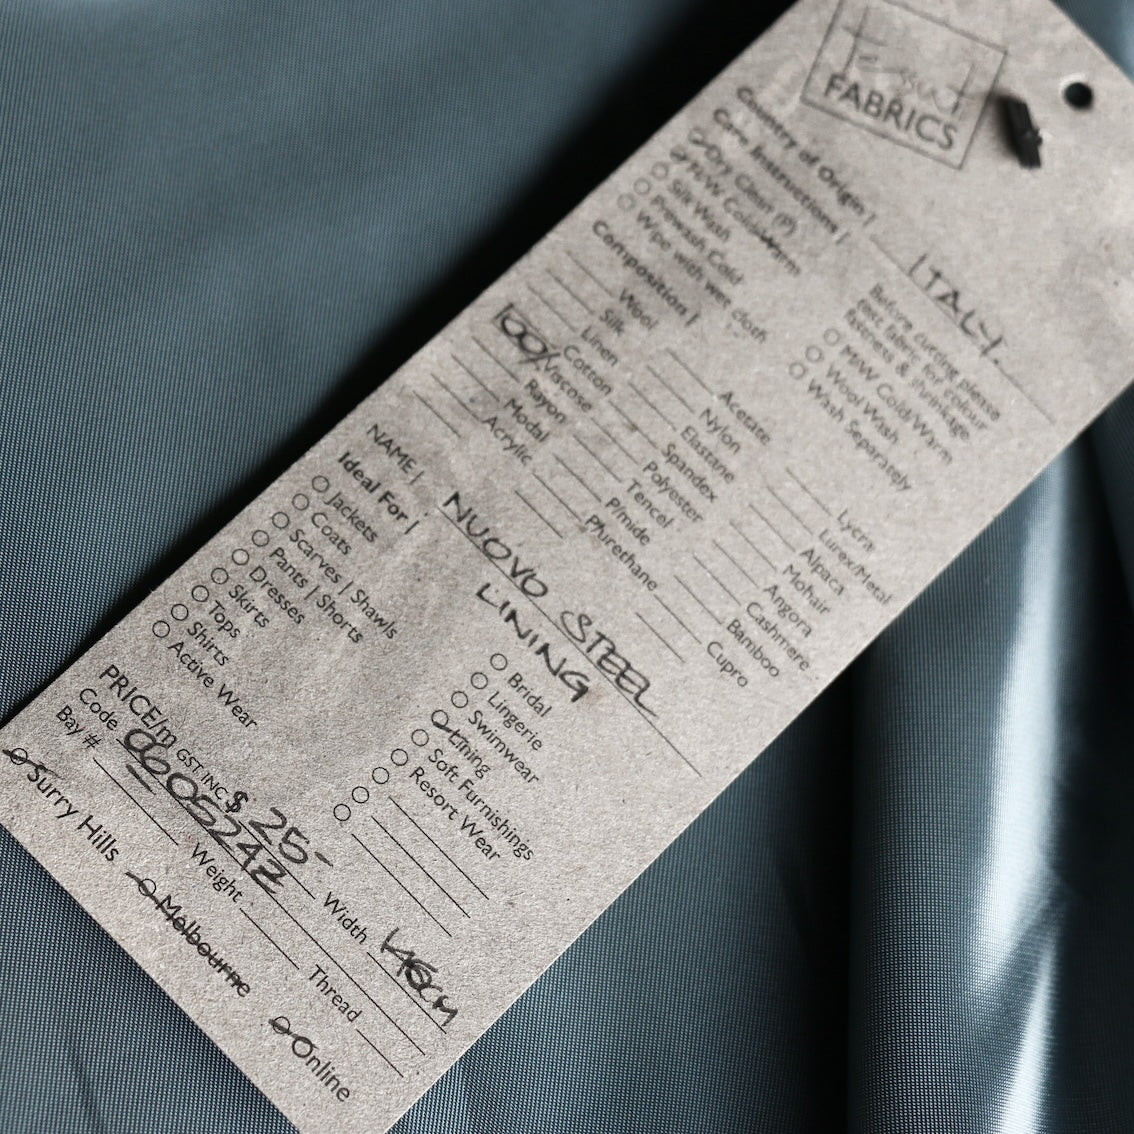 FABRICS
Country of Origin | ITALY.
Care Instructions |
Dry Clean (P)
H/W Cold/Warm
Silk Wash
Prewash Cold
Wipe with wet cloth
Before cutting please
test fabric for colour
fastness & shrinkage.
M/W Cold/Warm
Wool Wash
Wash Separately
Composition |
Wool
Silk
Linen
Cotton
100% Viscose
Rayon
Modal
Acrylic
Acetate
Nylon
Elastane
Spandex
Polyester
Tencel
P/mide
P/urethane
Lycra
Lurex/Metal
Alpaca
Mohair
Angora
Cashmere
Bamboo
Cupro
NAME | NUOVO STEEL
LINING
Ideal For |
Jackets
Coats
Scarves | Shawls
Pants | Shorts
Dresses
Skirts
Tops
Shirts
Active Wear
Bridal
Lingerie
Swimwear
Lining
Soft Furnishings
Resort Wear
PRICE/m GST INC $ 25- Width
Code
Bay # Weight Thread
Surry Hills Melbourne Online